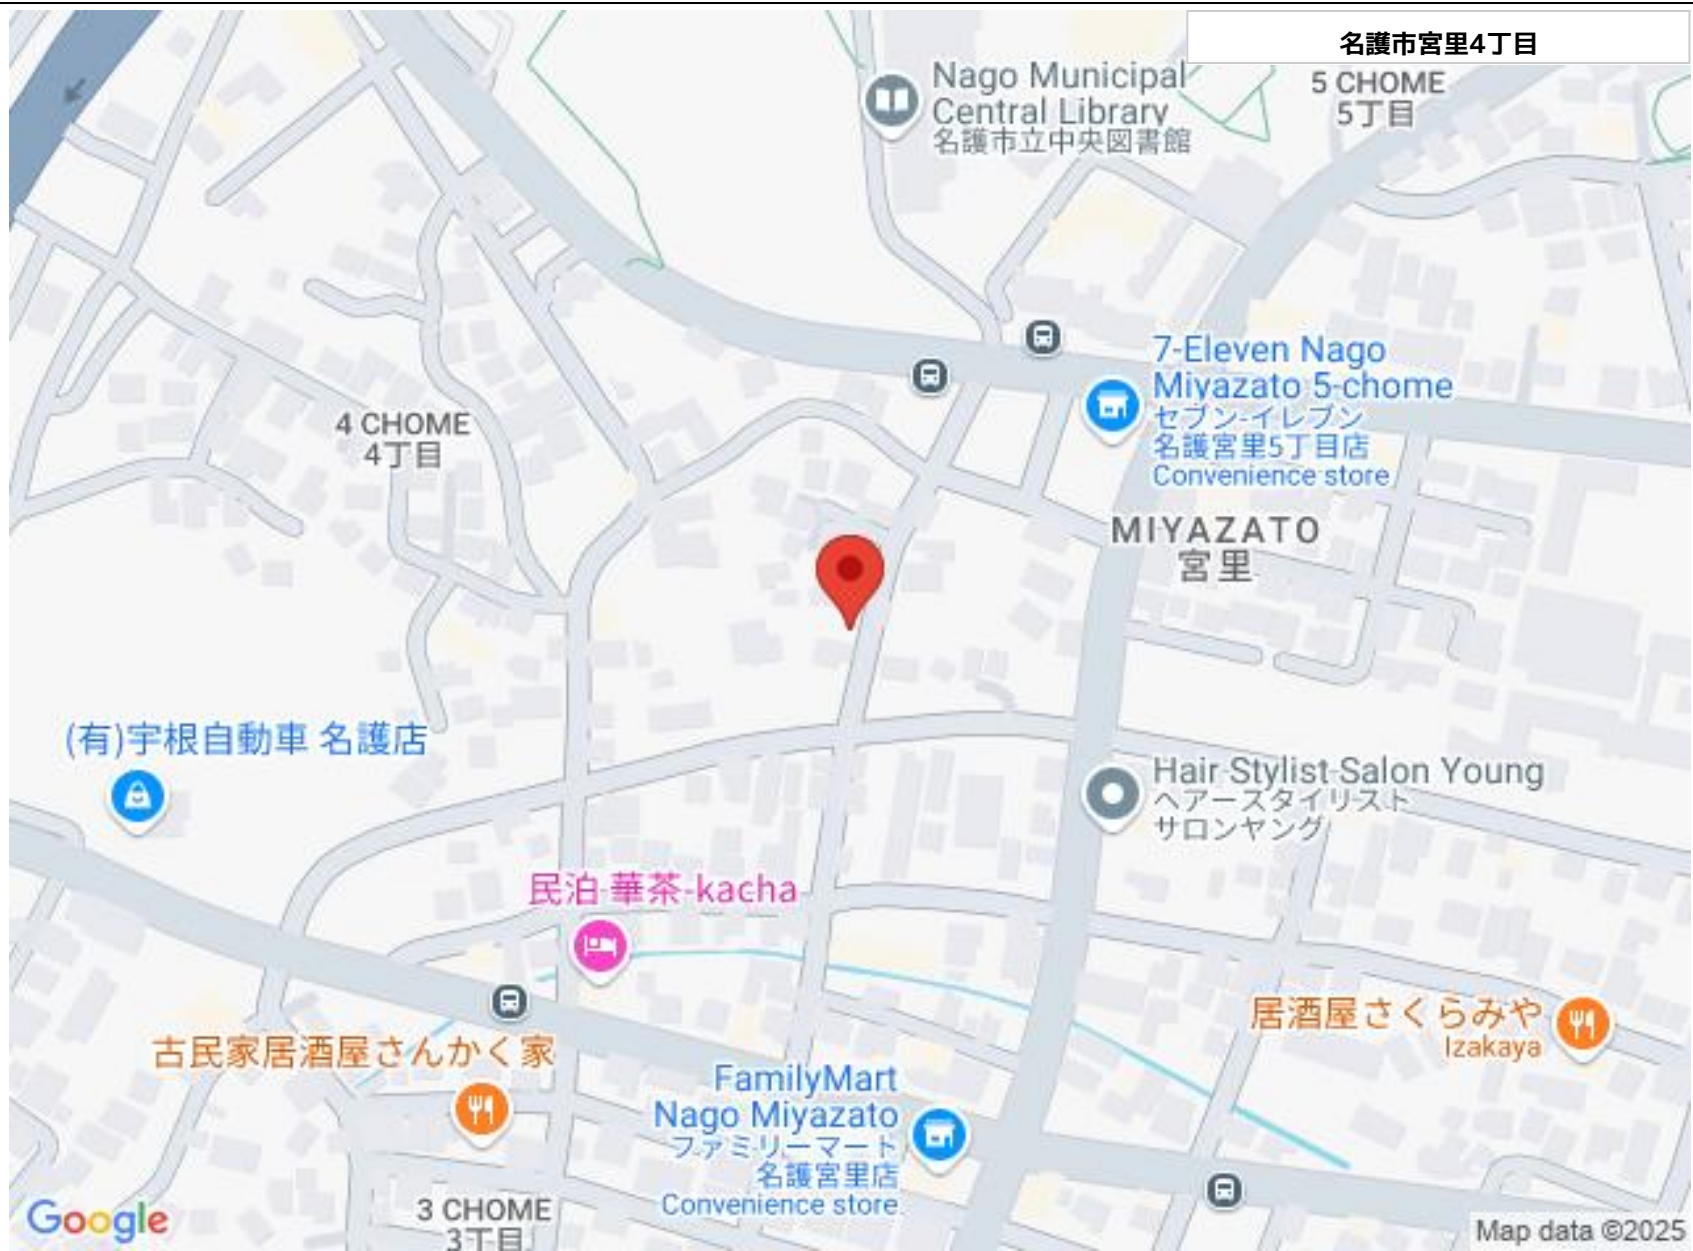 名護市宮里4丁目
Nago Municipal
Central Library
名護市立中央図書館
5 CHOME
5丁目
7-Eleven Nago
Miyazato 5-chome
セブン-イレブン
名護宮里5丁目店
Convenience store
4 CHOME
4丁目
MIYAZATO
宮里
(有)宇根自動車 名護店
Hair Stylist Salon Young
ヘアースタイリスト
サロンヤング
民泊 華茶-kacha
居酒屋さくらみや
Izakaya
古民家居酒屋さんかく家
FamilyMart
Nago Miyazato
ファミリーマート
名護宮里店
Convenience store
3 CHOME
3丁目
Google
Map data ©2025